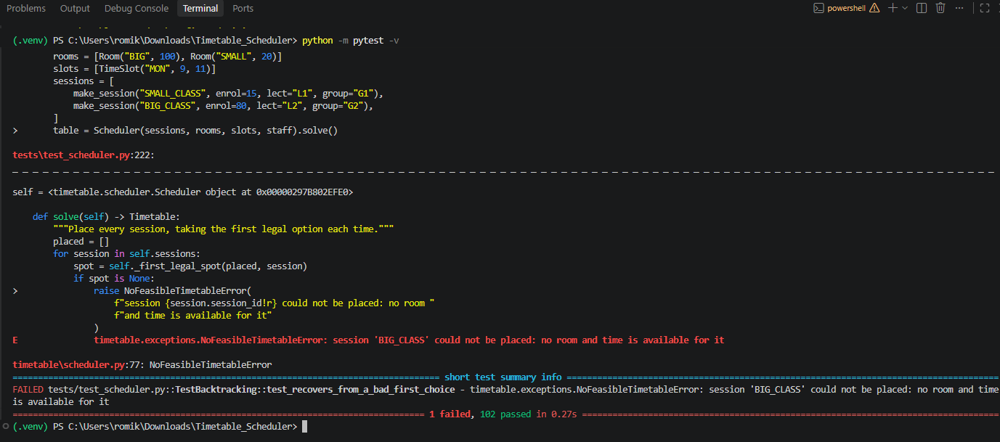 Problems Output Debug Console Terminal Ports powershell
(.venv) PS C:\Users\romik\Downloads\Timetable_Scheduler> python -m pytest -v
rooms = [Room("BIG", 100), Room("SMALL", 20)]
slots = [TimeSlot("MON", 9, 11)]
sessions = [
make_session("SMALL_CLASS", enrol=15, lect="L1", group="G1"),
make_session("BIG_CLASS", enrol=80, lect="L2", group="G2"),
]
> table = Scheduler(sessions, rooms, slots, staff).solve()
tests\test_scheduler.py:222:
_ _ _ _ _ _ _ _ _ _ _ _ _ _ _ _ _ _ _ _ _ _ _ _ _ _ _ _ _ _ _ _ _ _ _ _ _ _ _ _ _ _ _ _ _ _ _ _ _ _ _ _ _ _ _ _ _ _ _ _ _ _ _ _ _ _ _ _ _ _ _ _ _ _ _ _ _ _ _ _ _ _ _ _ _ _ _ _ _ _ _ _ _ _ _ _ _
self = <timetable.scheduler.Scheduler object at 0x00000297B802EFE0>
def solve(self) -> Timetable:
"""Place every session, taking the first legal option each time."""
placed = []
for session in self.sessions:
spot = self._first_legal_spot(placed, session)
if spot is None:
> raise NoFeasibleTimetableError(
f"session {session.session_id!r} could not be placed: no room "
f"and time is available for it"
)
E timetable.exceptions.NoFeasibleTimetableError: session 'BIG_CLASS' could not be placed: no room and time is available for it
timetable\scheduler.py:77: NoFeasibleTimetableError
==================== short test summary info ====================
FAILED tests/test_scheduler.py::TestBacktracking::test_recovers_from_a_bad_first_choice - timetable.exceptions.NoFeasibleTimetableError: session 'BIG_CLASS' could not be placed: no room and time
is available for it
==================== 1 failed, 102 passed in 0.27s ====================
(.venv) PS C:\Users\romik\Downloads\Timetable_Scheduler>